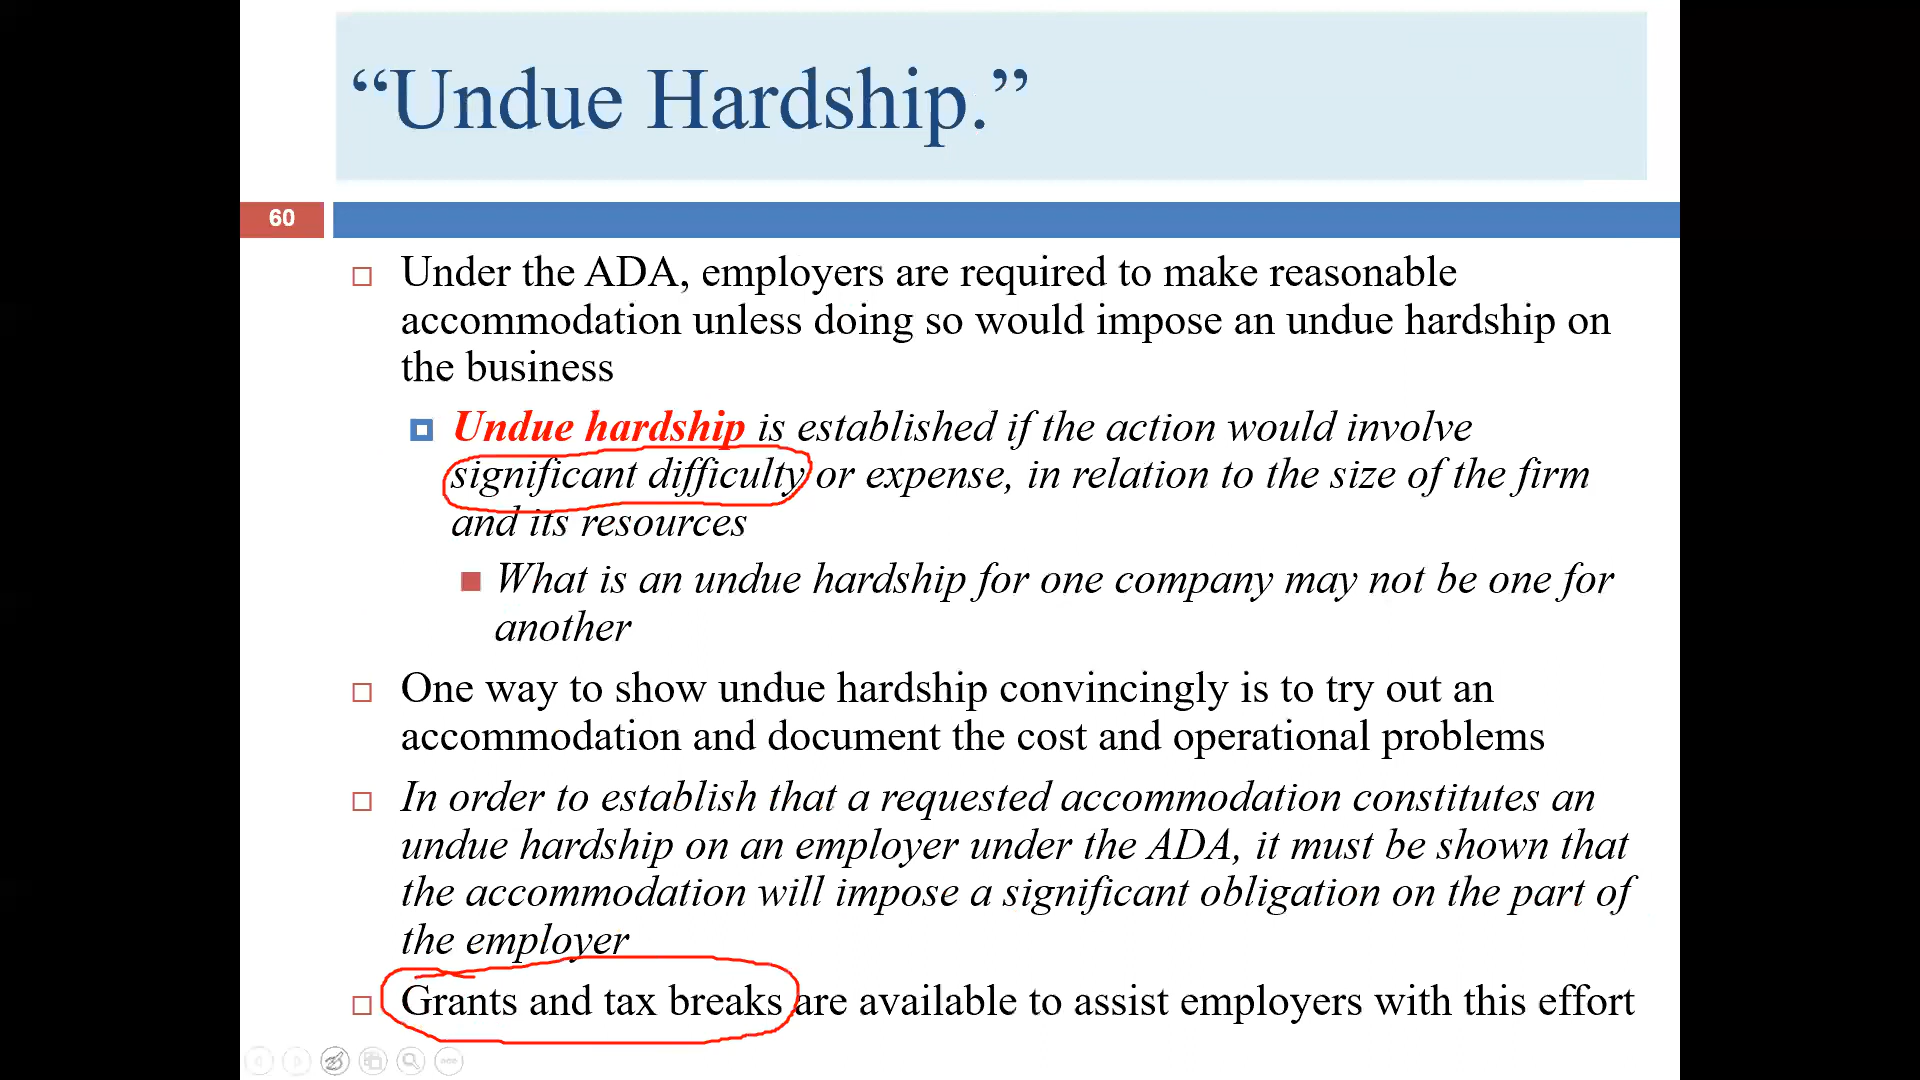 “Undue Hardship.”
60
Under the ADA, employers are required to make reasonable
accommodation unless doing so would impose an undue hardship on
the business
Undue hardship is established if the action would involve
significant difficulty or expense, in relation to the size of the firm
and its resources
What is an undue hardship for one company may not be one for
another
One way to show undue hardship convincingly is to try out an
accommodation and document the cost and operational problems
In order to establish that a requested accommodation constitutes an
undue hardship on an employer under the ADA, it must be shown that
the accommodation will impose a significant obligation on the part of
the employer
Grants and tax breaks are available to assist employers with this effort